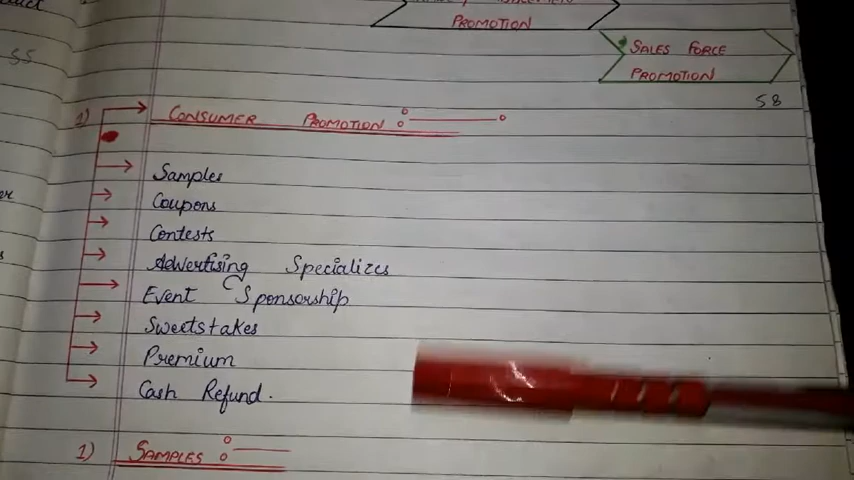 PROMOTION
SALES FORCE
PROMOTION
58
55
1) CONSUMER PROMOTION
Samples
Coupons
Contests
Advertising Specializes
Event Sponsorship
Sweetstakes
Premium
Cash Refund.
1) SAMPLES